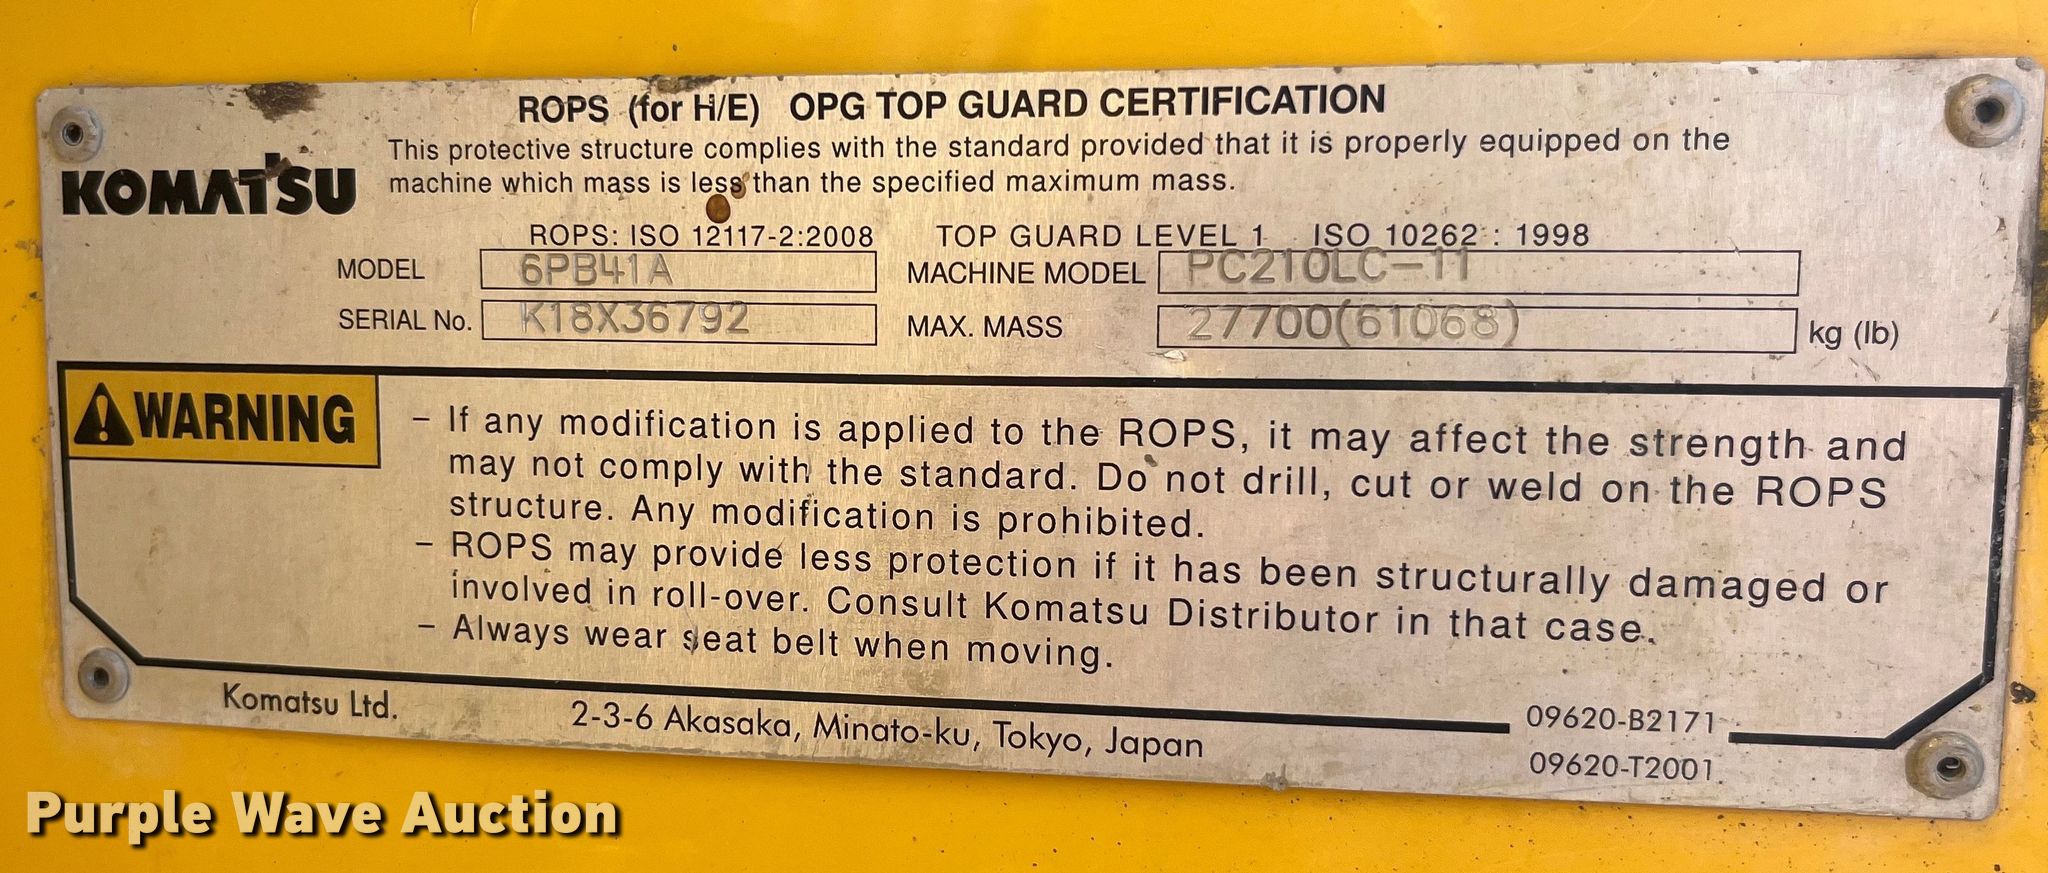 ROPS (for H/E) OPG TOP GUARD CERTIFICATION
KOMATSU
This protective structure complies with the standard provided that it is properly equipped on the
machine which mass is less than the specified maximum mass.
ROPS: ISO 12117-2:2008 TOP GUARD LEVEL 1 ISO 10262 : 1998
MODEL 6PB41A MACHINE MODEL PC210LC-11
SERIAL No. K18X36792 MAX. MASS 27700(61068) kg (lb)
WARNING
- If any modification is applied to the ROPS, it may affect the strength and
may not comply with the standard. Do not drill, cut or weld on the ROPS
structure. Any modification is prohibited.
- ROPS may provide less protection if it has been structurally damaged or
involved in roll-over. Consult Komatsu Distributor in that case.
- Always wear seat belt when moving.
Komatsu Ltd. 2-3-6 Akasaka, Minato-ku, Tokyo, Japan
09620-B2171
09620-T2001
Purple Wave Auction